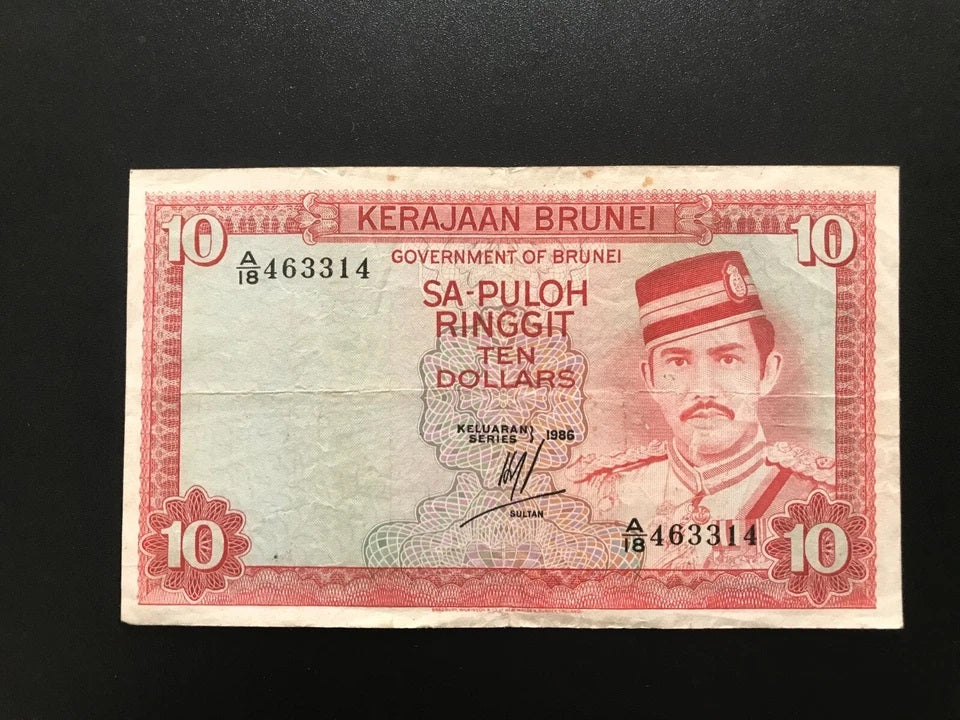 KERAJAAN BRUNEI
10
10
A/18 463314
GOVERNMENT OF BRUNEI
SA-PULOH
RINGGIT
TEN
DOLLARS
KELUARAN
SERIES } 1986
SULTAN
A/18 463314
10
10